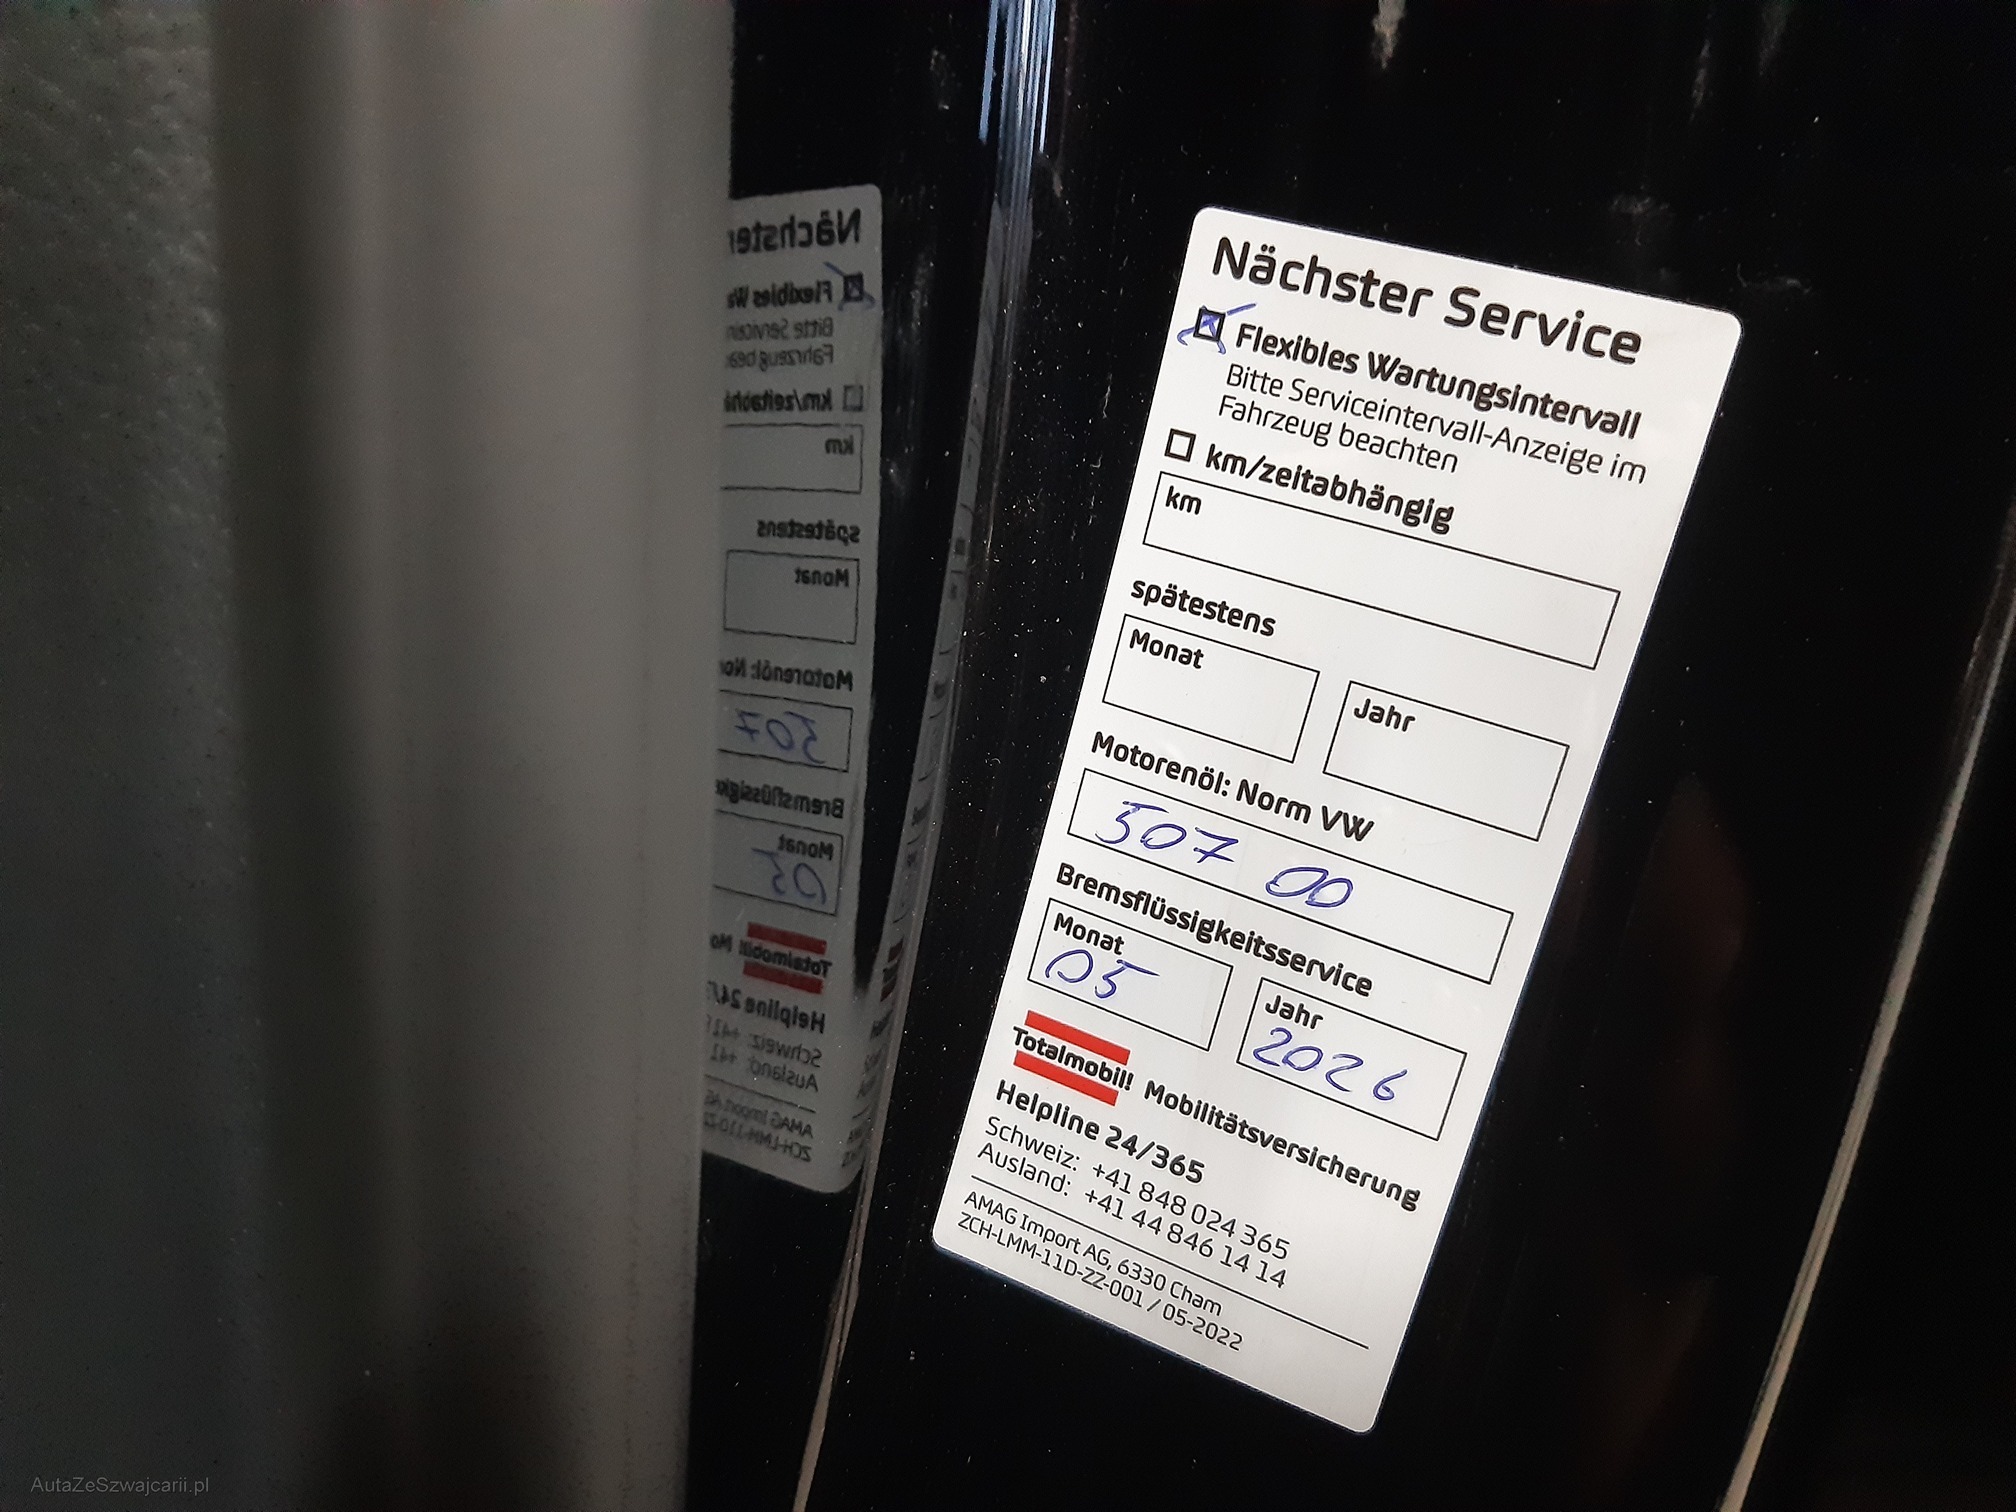 Nächster Service
Flexibles Wartungsintervall
Bitte Serviceintervall-Anzeige im
Fahrzeug beachten
km/zeitabhängig
km
spätestens
Monat
Jahr
Motorenöl: Norm VW
507 00
Bremsflüssigkeitsservice
Monat
05
Jahr
2026
Totalmobil! Mobilitätsversicherung
Helpline 24/365
Schweiz: +41 848 024 365
Ausland: +41 44 846 14 14
AMAG Import AG, 6330 Cham
ZCH-LMM-11D-ZZ-001 / 05-2022
AutaZeSzwajcarii.pl